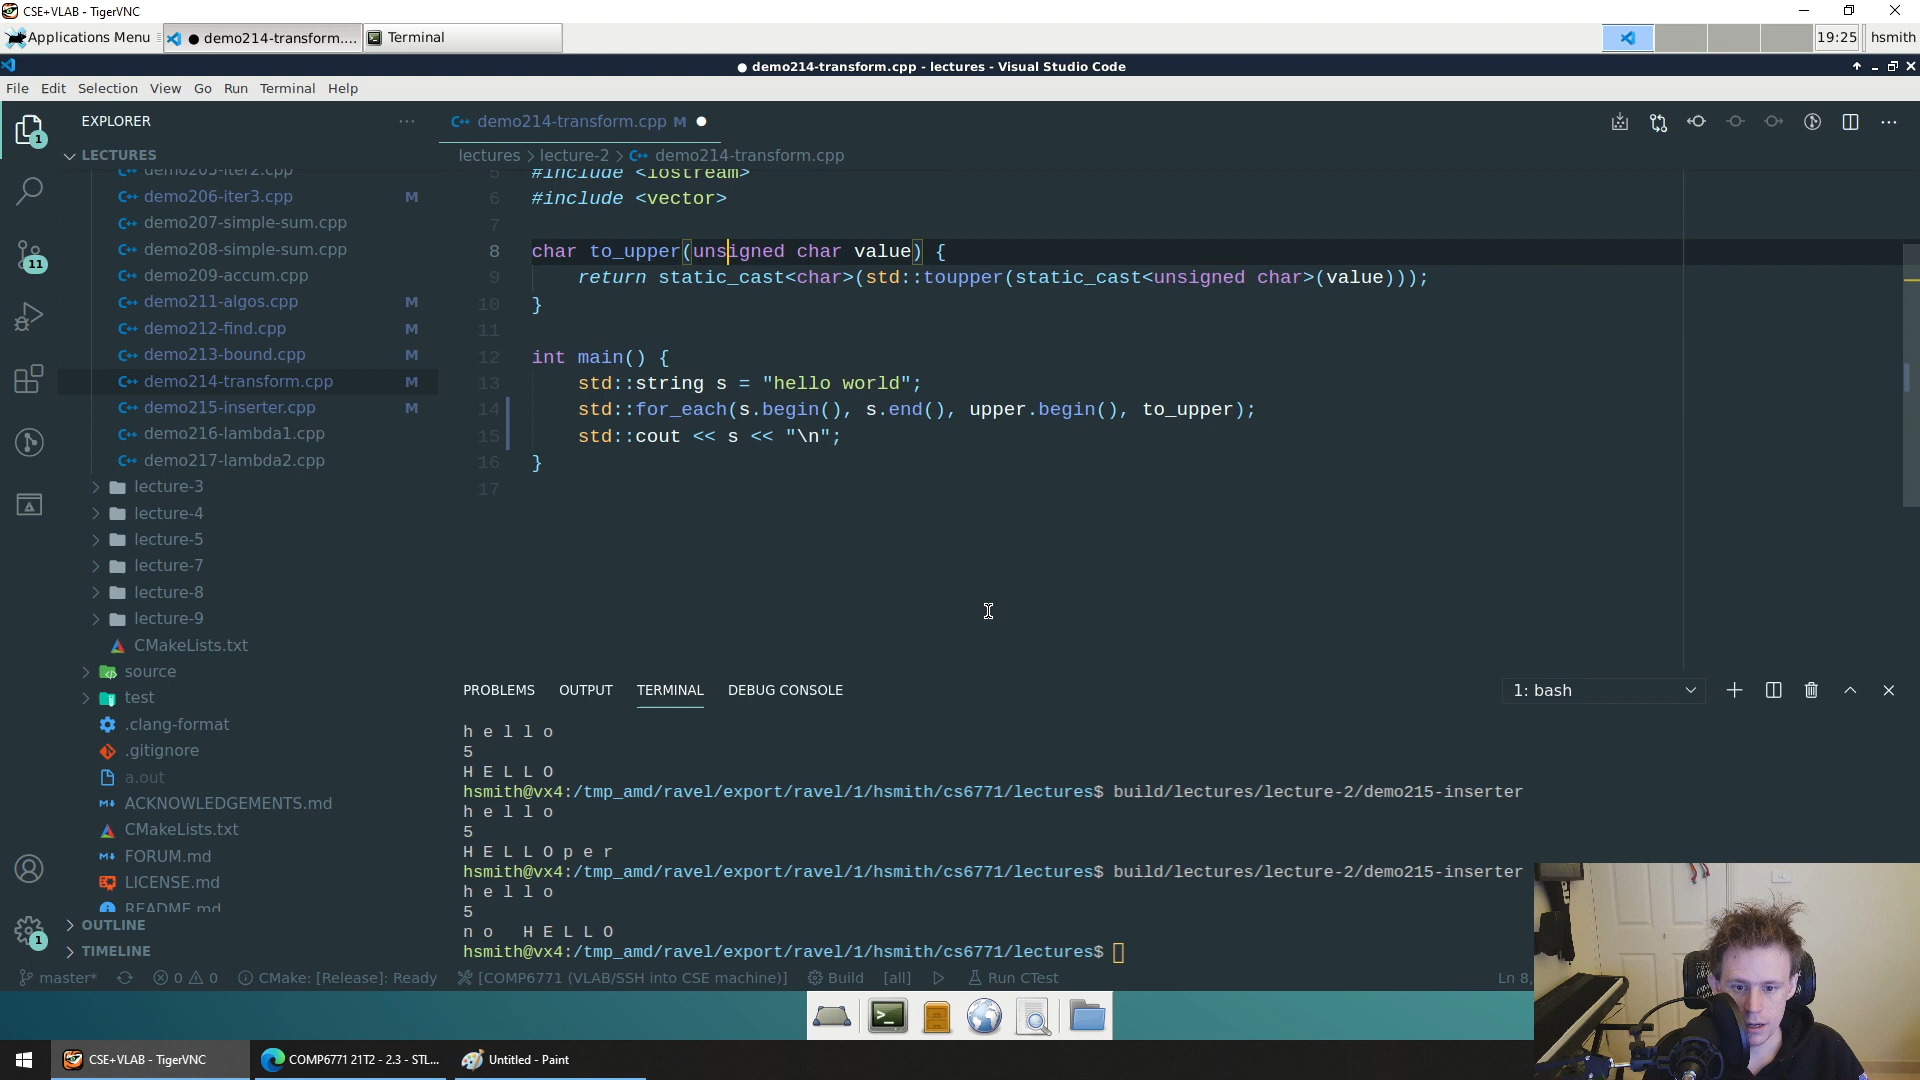 CSE+VLAB - TigerVNC
Applications Menu
● demo214-transform....
Terminal
19:25
hsmith
● demo214-transform.cpp - lectures - Visual Studio Code
File Edit Selection View Go Run Terminal Help
EXPLORER
LECTURES
demo205-iter2.cpp
demo206-iter3.cpp M
demo207-simple-sum.cpp
demo208-simple-sum.cpp
demo209-accum.cpp
demo211-algos.cpp M
demo212-find.cpp M
demo213-bound.cpp M
demo214-transform.cpp M
demo215-inserter.cpp M
demo216-lambda1.cpp
demo217-lambda2.cpp
lecture-3
lecture-4
lecture-5
lecture-7
lecture-8
lecture-9
CMakeLists.txt
source
test
.clang-format
.gitignore
a.out
ACKNOWLEDGEMENTS.md
CMakeLists.txt
FORUM.md
LICENSE.md
README.md
OUTLINE
TIMELINE
1
11
1
demo214-transform.cpp M ●
lectures > lecture-2 > demo214-transform.cpp
5 #include <iostream>
6 #include <vector>
7
8 char to_upper(unsigned char value) {
9 return static_cast<char>(std::toupper(static_cast<unsigned char>(value)));
10 }
11
12 int main() {
13 std::string s = "hello world";
14 std::for_each(s.begin(), s.end(), upper.begin(), to_upper);
15 std::cout << s << "\n";
16 }
17
PROBLEMS OUTPUT TERMINAL DEBUG CONSOLE
1: bash
h e l l o
5
H E L L O
hsmith@vx4:/tmp_amd/ravel/export/ravel/1/hsmith/cs6771/lectures$ build/lectures/lecture-2/demo215-inserter
h e l l o
5
H E L L O p e r
hsmith@vx4:/tmp_amd/ravel/export/ravel/1/hsmith/cs6771/lectures$ build/lectures/lecture-2/demo215-inserter
h e l l o
5
n o   H E L L O
hsmith@vx4:/tmp_amd/ravel/export/ravel/1/hsmith/cs6771/lectures$
master* 0 0 CMake: [Release]: Ready [COMP6771 (VLAB/SSH into CSE machine)] Build [all] Run CTest Ln 8,
CSE+VLAB - TigerVNC
COMP6771 21T2 - 2.3 - STL...
Untitled - Paint